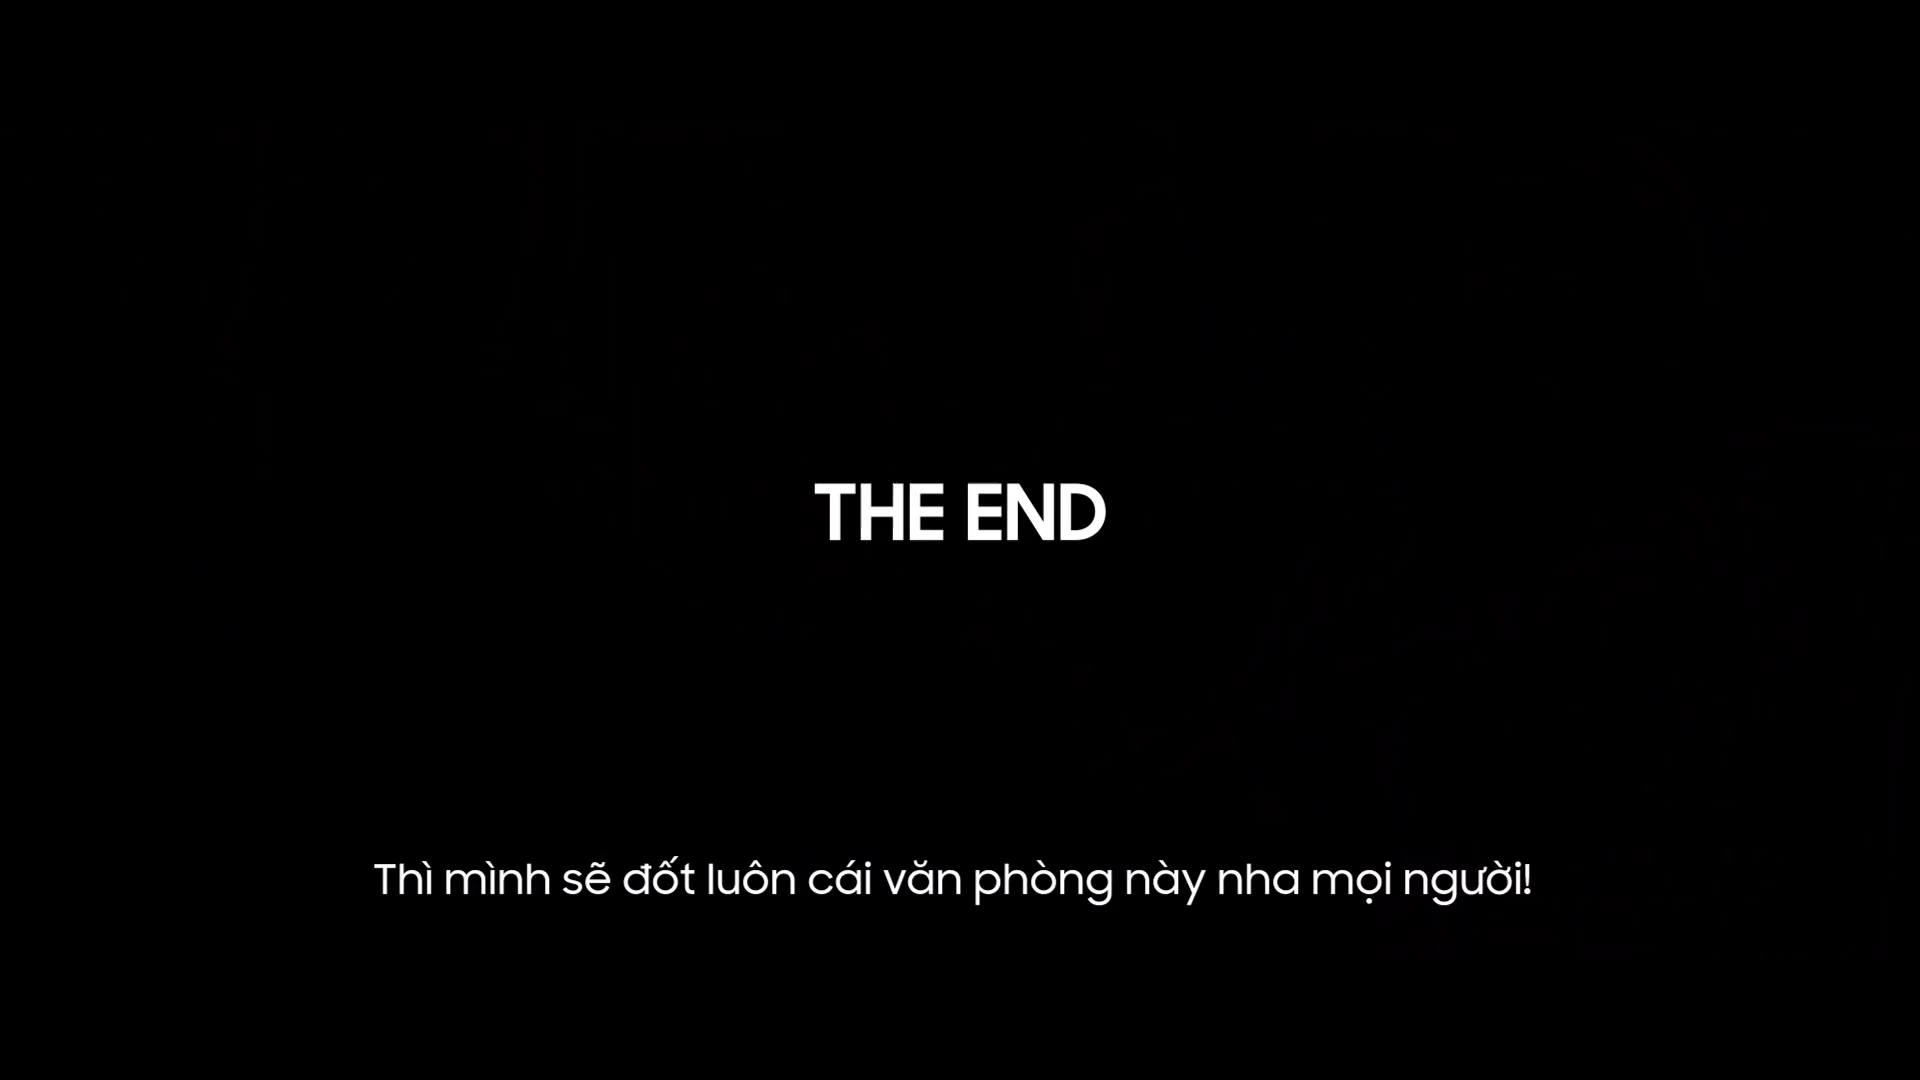 THE END
Thì mình sẽ đốt luôn cái văn phòng này nha mọi người!